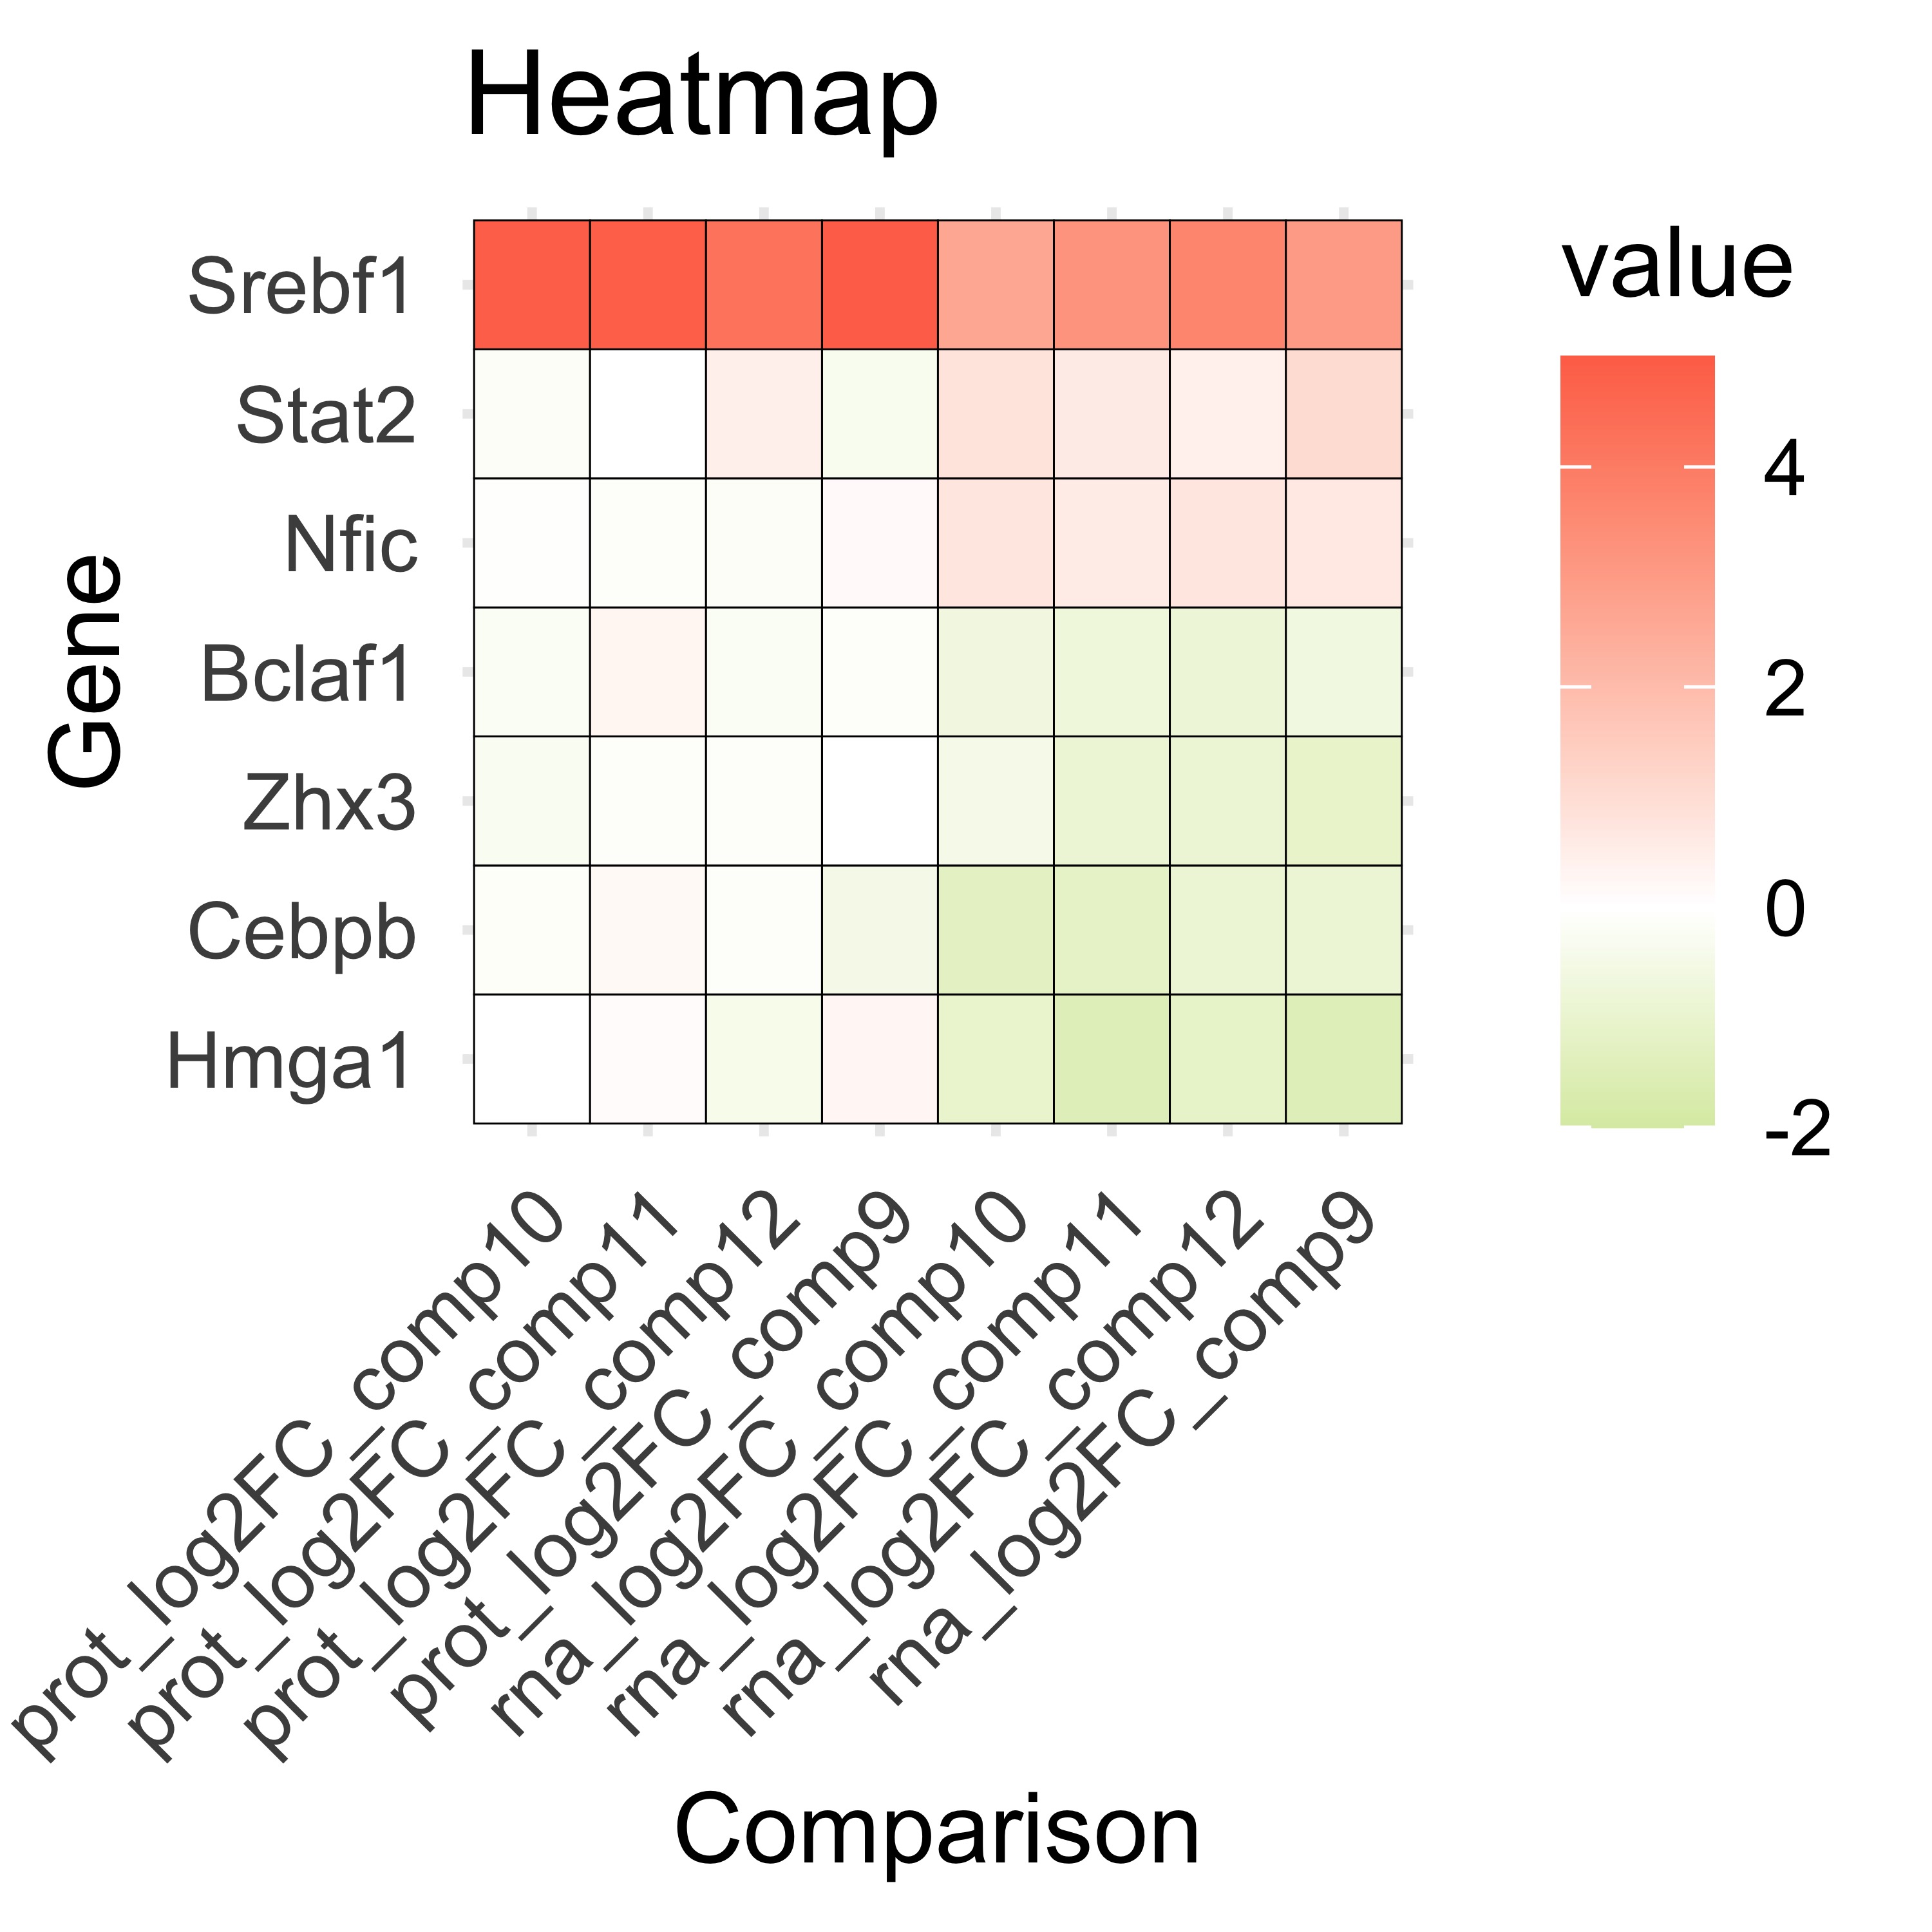 Heatmap
Gene
Srebf1
Stat2
Nfic
Bclaf1
Zhx3
Cebpb
Hmga1
value
4
2
0
-2
prot_log2FC_comp10
prot_log2FC_comp11
prot_log2FC_comp12
prot_log2FC_comp9
rna_log2FC_comp10
rna_log2FC_comp11
rna_log2FC_comp12
rna_log2FC_comp9
Comparison